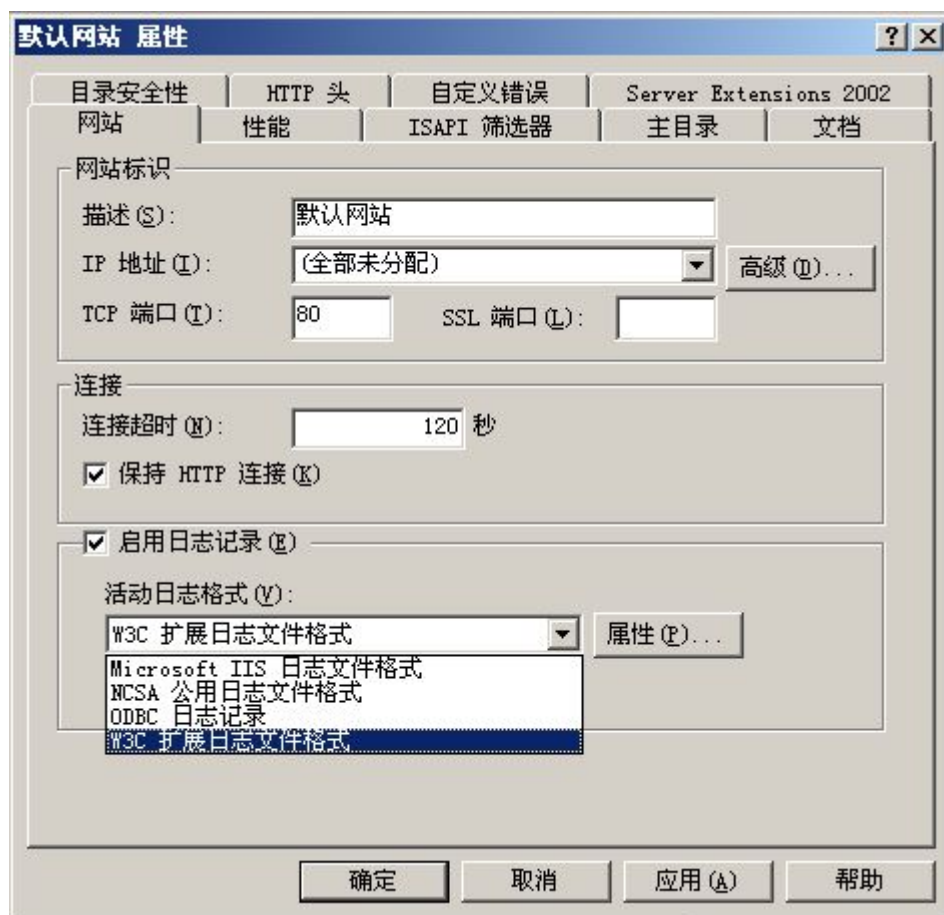 默认网站 属性
目录安全性 HTTP 头 自定义错误 Server Extensions 2002
网站 性能 ISAPI 筛选器 主目录 文档
网站标识
描述(S): 默认网站
IP 地址(I): (全部未分配) 高级(D)...
TCP 端口(T): 80 SSL 端口(L):
连接
连接超时(N): 120 秒
保持 HTTP 连接(K)
启用日志记录(E)
活动日志格式(V):
W3C 扩展日志文件格式 属性(P)...
Microsoft IIS 日志文件格式
NCSA 公用日志文件格式
ODBC 日志记录
W3C 扩展日志文件格式
确定 取消 应用(A) 帮助